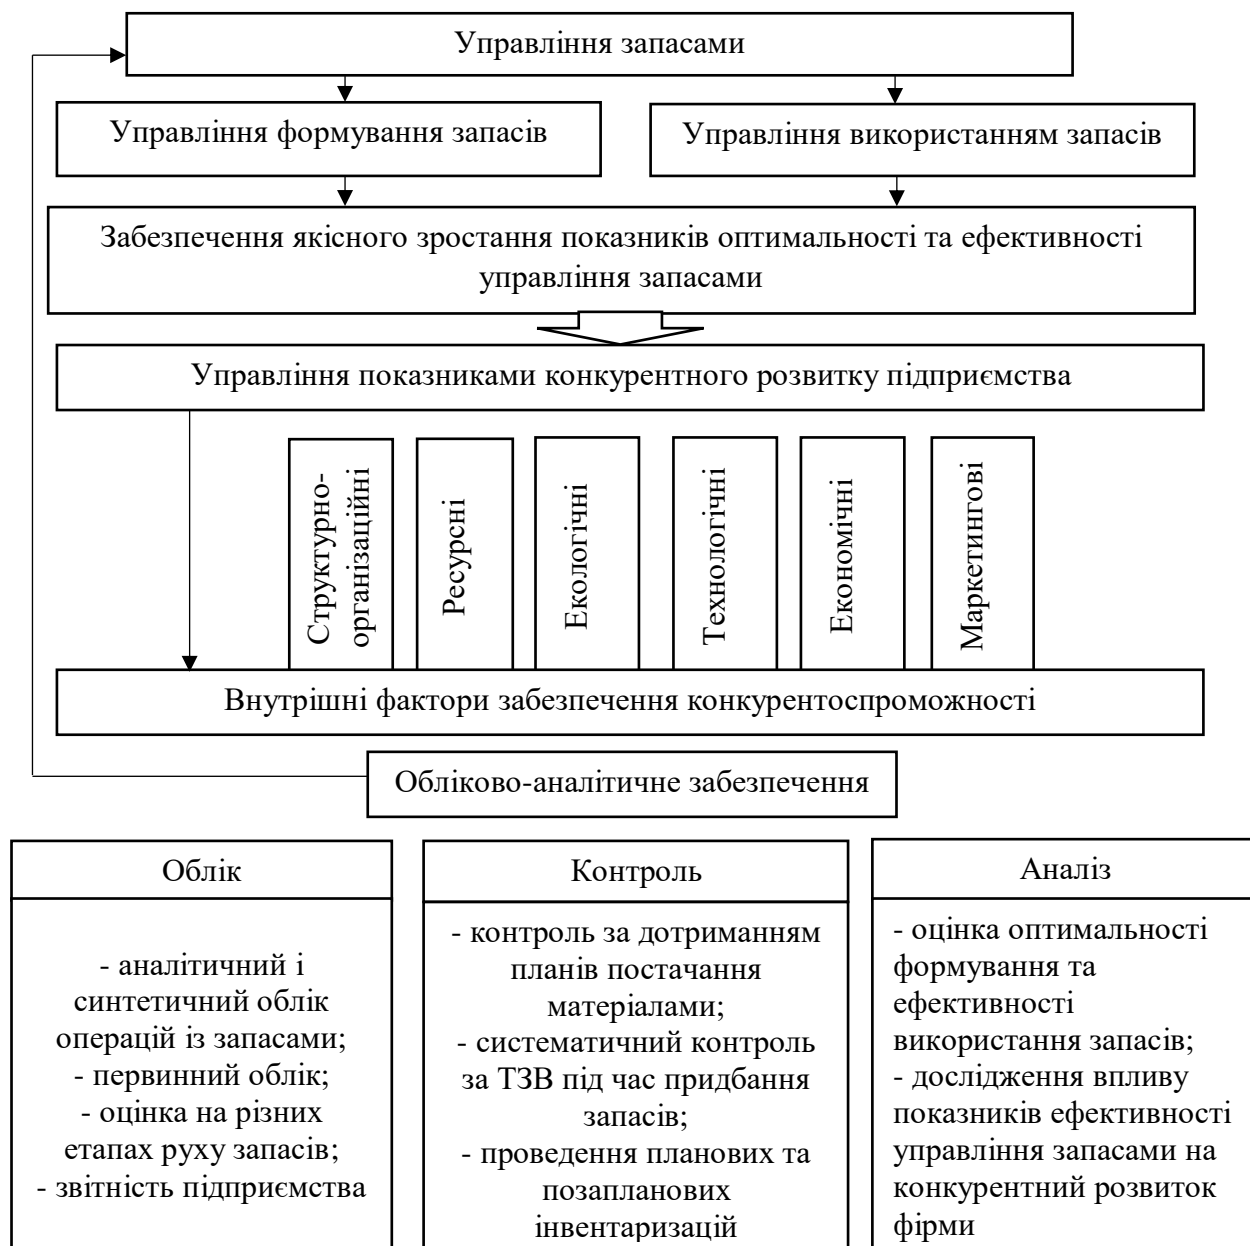 Управління запасами
Управління формування запасів
Управління використанням запасів
Забезпечення якісного зростання показників оптимальності та ефективності
управління запасами
Управління показниками конкурентного розвитку підприємства
Структурно-
організаційні
Ресурсні
Екологічні
Технологічні
Економічні
Маркетингові
Внутрішні фактори забезпечення конкурентоспроможності
Обліково-аналітичне забезпечення
Облік
- аналітичний і
синтетичний облік
операцій із запасами;
- первинний облік;
- оцінка на різних
етапах руху запасів;
- звітність підприємства
Контроль
- контроль за дотриманням
планів постачання
матеріалами;
- систематичний контроль
за ТЗВ під час придбання
запасів;
- проведення планових та
позапланових
інвентаризацій
Аналіз
- оцінка оптимальності
формування та
ефективності
використання запасів;
- дослідження впливу
показників ефективності
управління запасами на
конкурентний розвиток
фірми